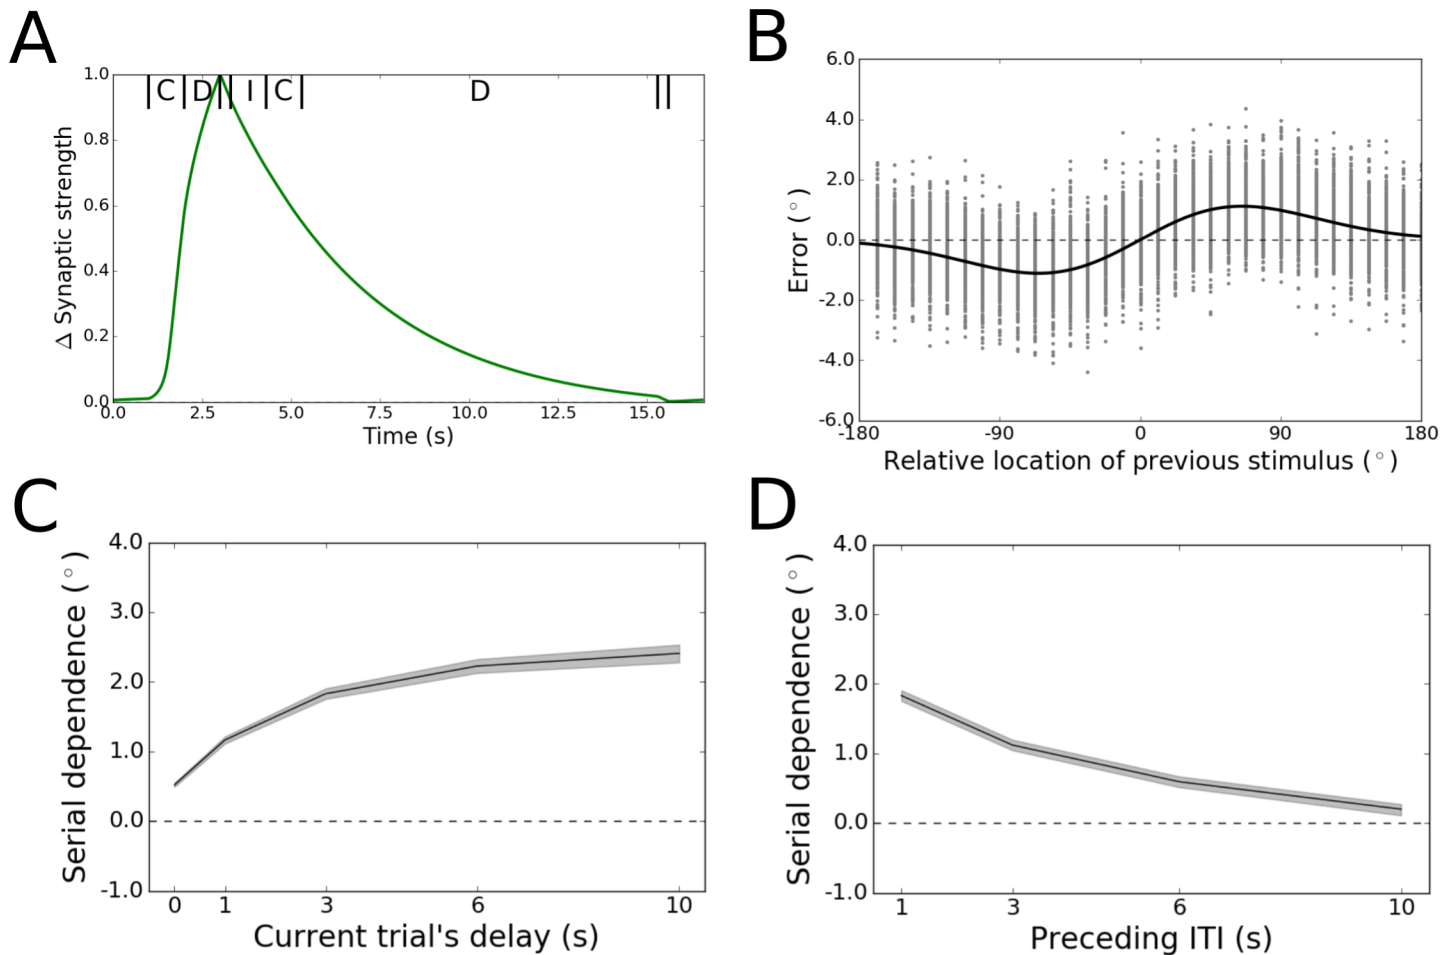 A
|C|D| |I|C| D ||
1.0
0.8
0.6
0.4
0.2
0.0
Δ Synaptic strength
0.0 2.5 5.0 7.5 10.0 12.5 15.0
Time (s)
B
6.0
4.0
2.0
0.0
-2.0
-4.0
-6.0
Error (°)
-180 -90 0 90 180
Relative location of previous stimulus (°)
C
4.0
3.0
2.0
1.0
0.0
-1.0
Serial dependence (°)
0 1 3 6 10
Current trial's delay (s)
D
4.0
3.0
2.0
1.0
0.0
-1.0
Serial dependence (°)
1 3 6 10
Preceding ITI (s)